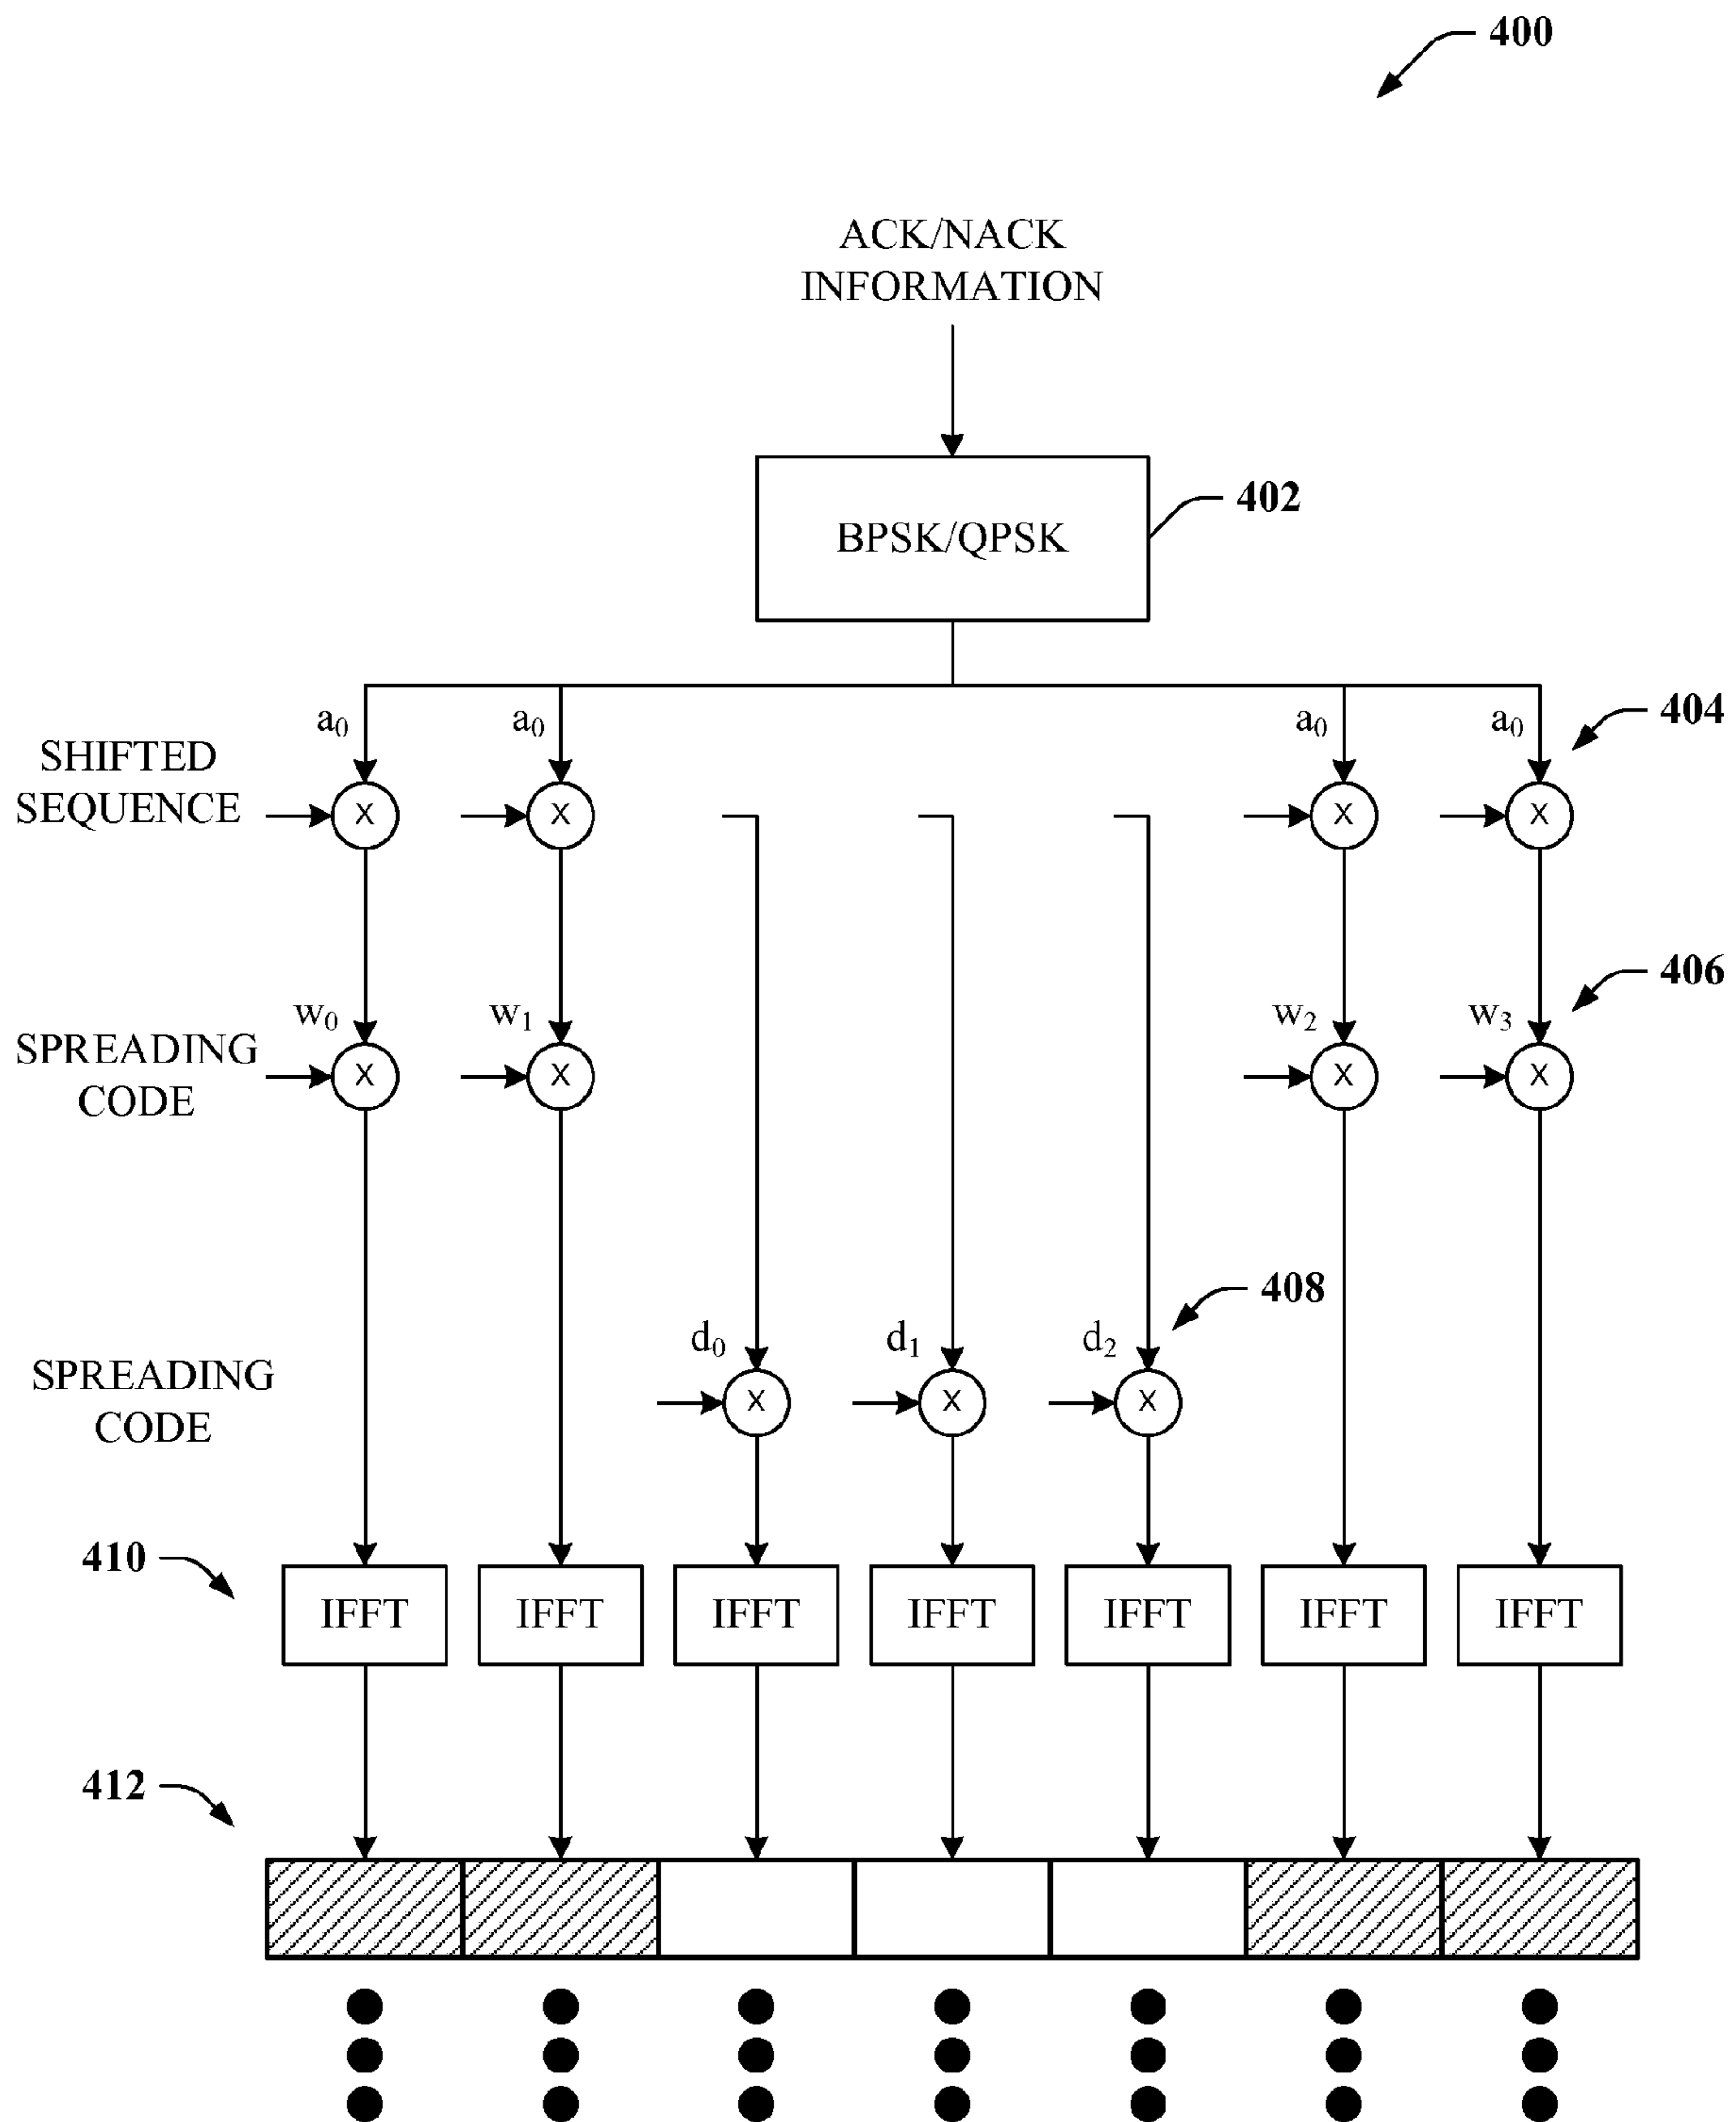 400
ACK/NACK
INFORMATION
BPSK/QPSK
402
a₀ a₀ a₀ a₀
404
SHIFTED
SEQUENCE
X X X X
406
w₀ w₁ w₂ w₃
SPREADING
CODE
X X X X
408
d₀ d₁ d₂
SPREADING
CODE
X X X
410
IFFT IFFT IFFT IFFT IFFT IFFT IFFT
412